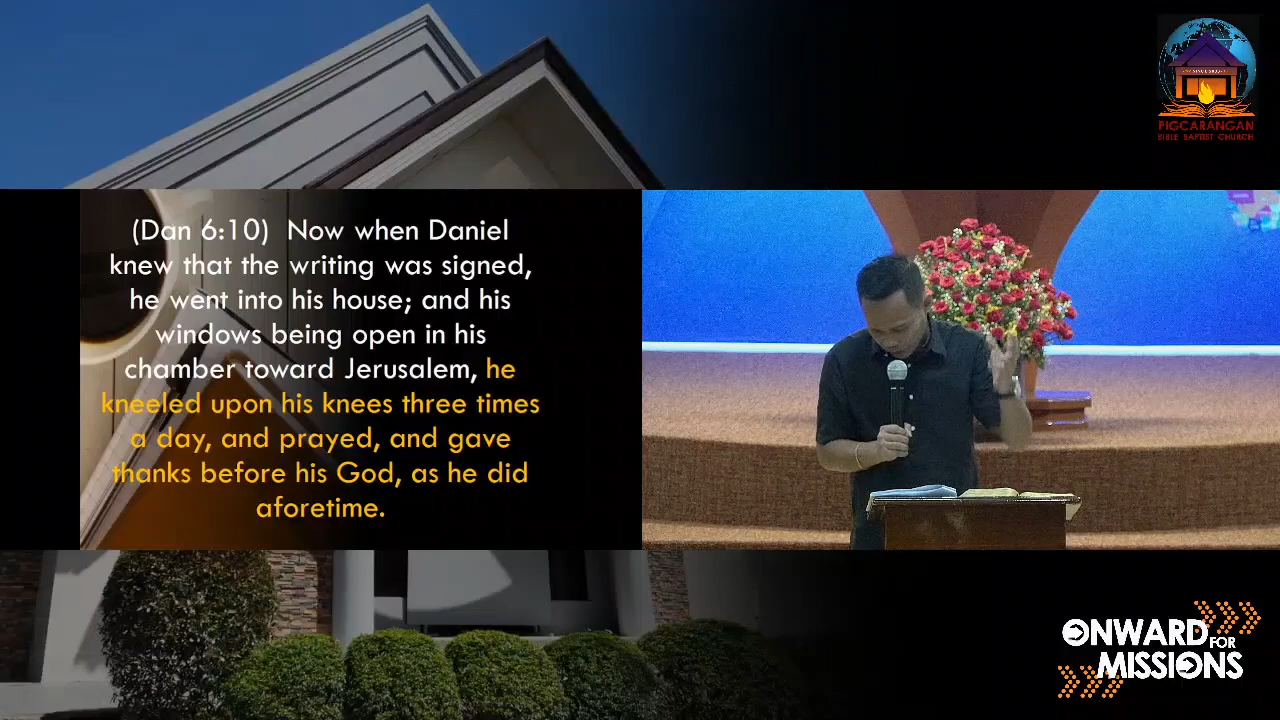 PIGCARANGAN
BIBLE BAPTIST CHURCH
(Dan 6:10)  Now when Daniel
knew that the writing was signed,
he went into his house; and his
windows being open in his
chamber toward Jerusalem, he
kneeled upon his knees three times
a day, and prayed, and gave
thanks before his God, as he did
aforetime.
ONWARD FOR
MISSIONS